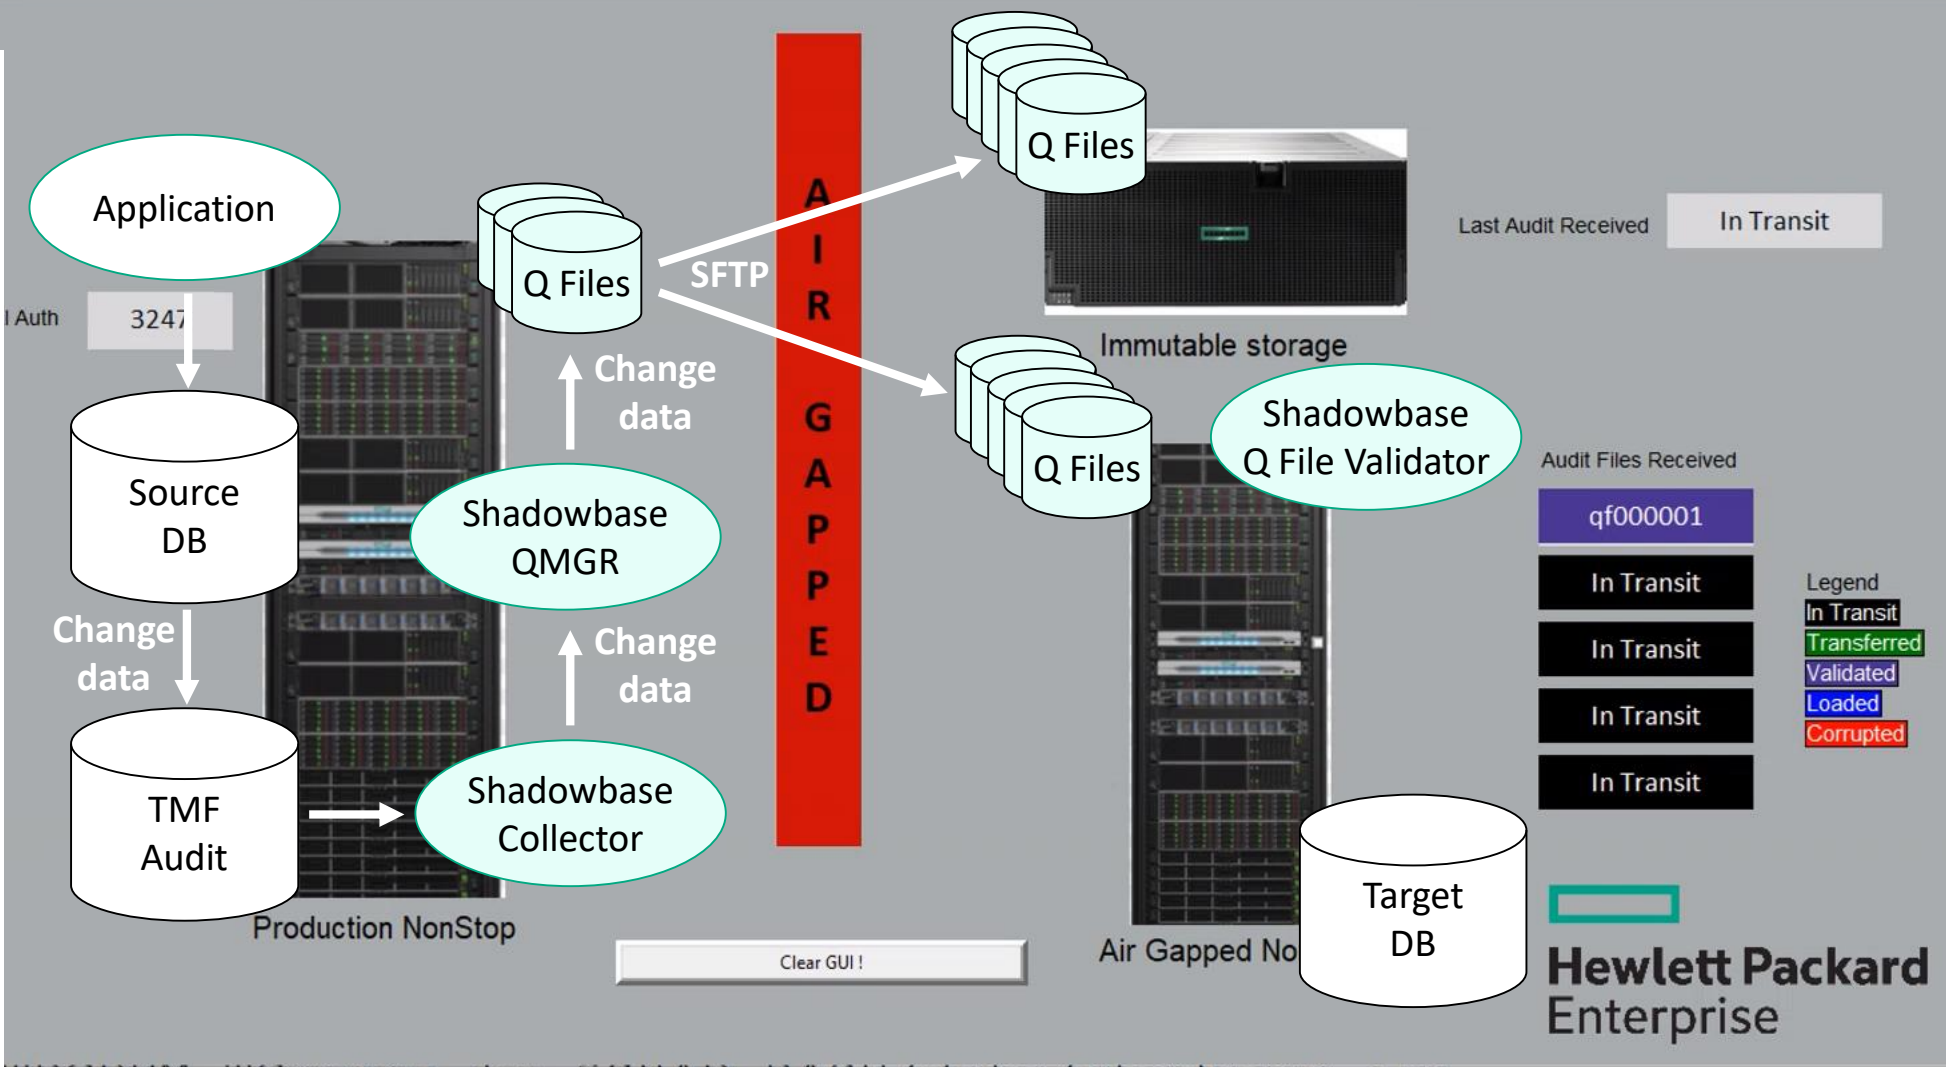 Application
l Auth
3247
Source
DB
Change
data
TMF
Audit
Production NonStop
Q Files
SFTP
Change
data
Shadowbase
QMGR
Change
data
Shadowbase
Collector
A
I
R
G
A
P
P
E
D
Clear GUI !
Q Files
Immutable storage
Last Audit Received
In Transit
Q Files
Shadowbase
Q File Validator
Audit Files Received
qf000001
In Transit
In Transit
In Transit
In Transit
Legend
In Transit
Transferred
Validated
Loaded
Corrupted
Air Gapped No
Target
DB
Hewlett Packard
Enterprise